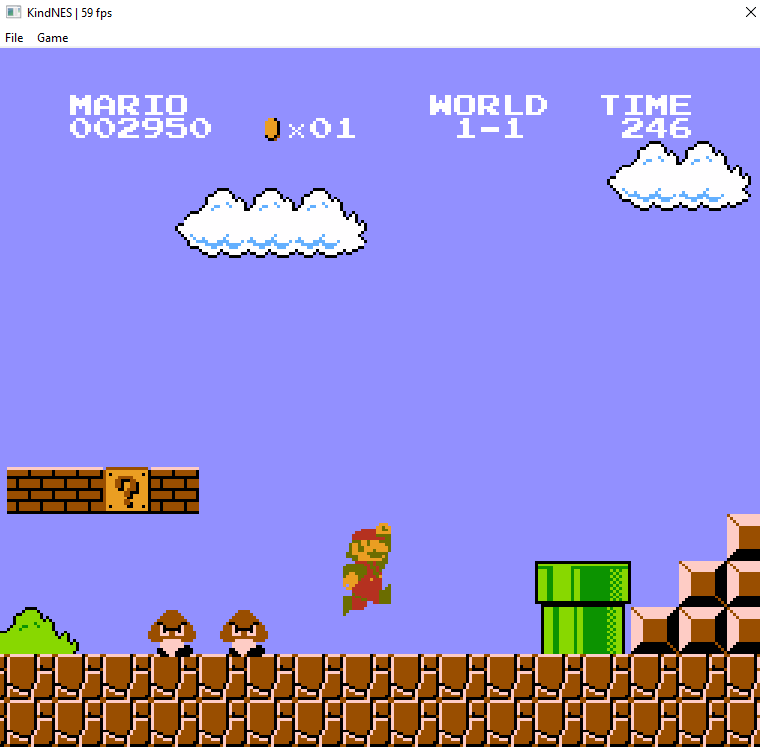 KindNES | 59 fps
File Game
MARIO WORLD TIME
002950 ×01 1-1 246
?